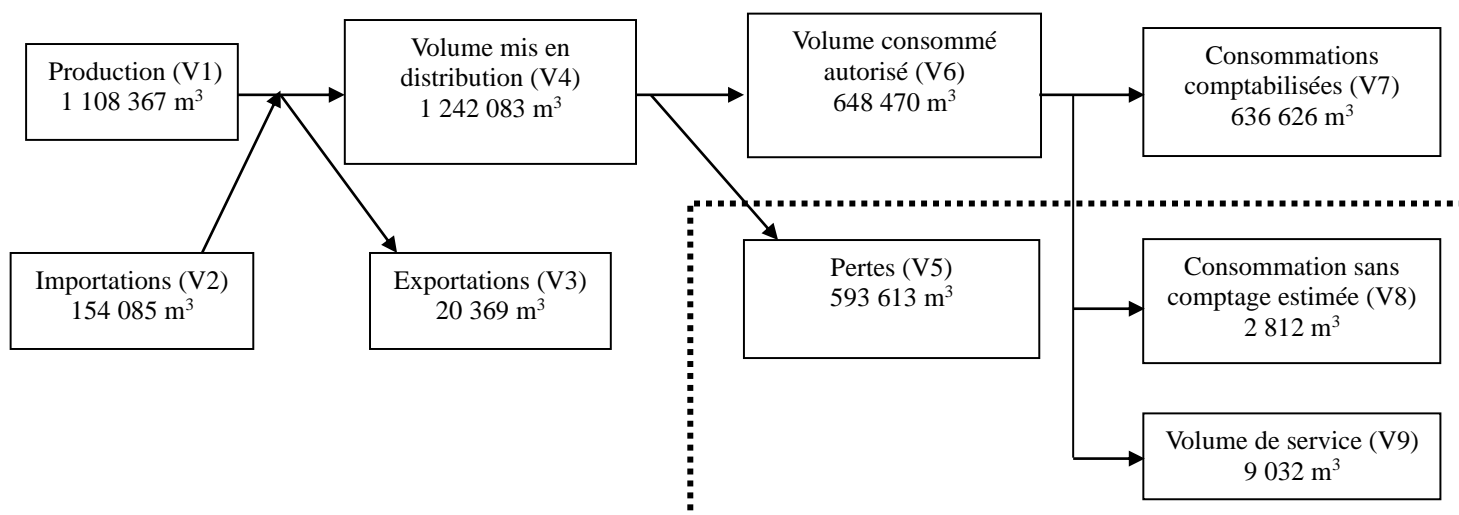 Production (V1)
1 108 367 m³
Volume mis en
distribution (V4)
1 242 083 m³
Volume consommé
autorisé (V6)
648 470 m³
Consommations
comptabilisées (V7)
636 626 m³
Importations (V2)
154 085 m³
Exportations (V3)
20 369 m³
Pertes (V5)
593 613 m³
Consommation sans
comptage estimée (V8)
2 812 m³
Volume de service (V9)
9 032 m³